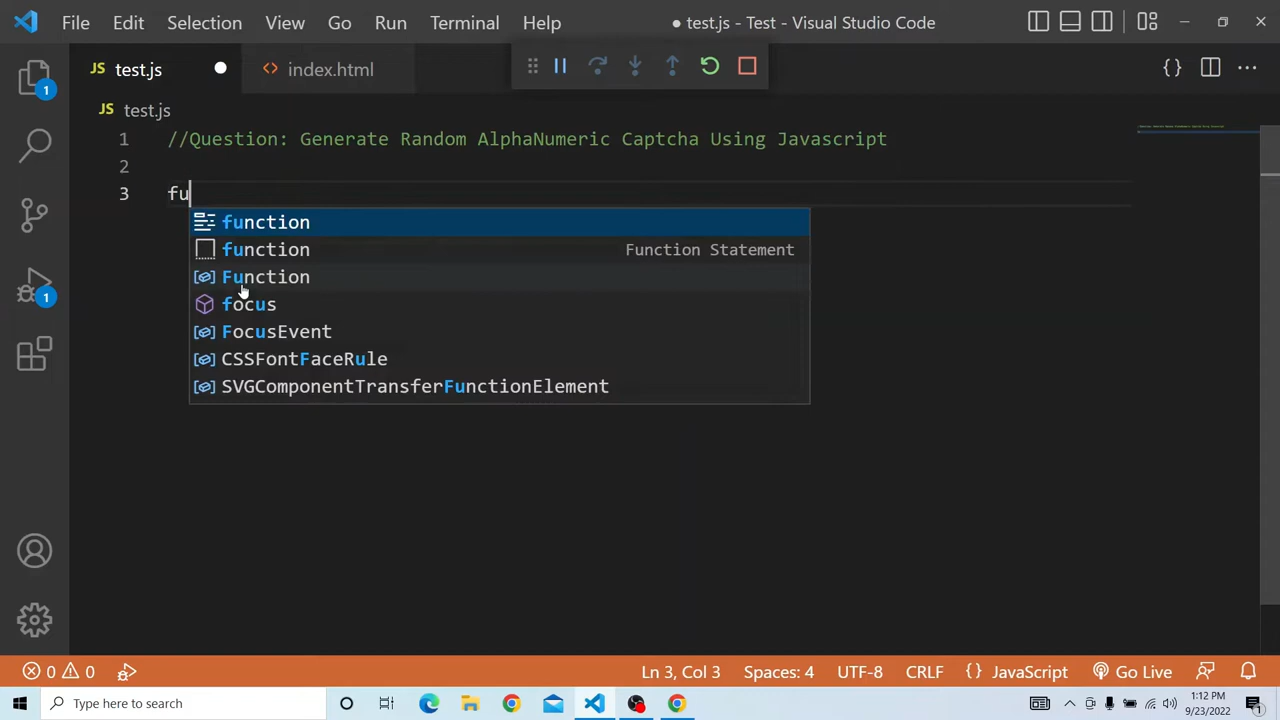 File Edit Selection View Go Run Terminal Help ● test.js - Test - Visual Studio Code
JS test.js <> index.html
1
JS test.js
1 //Question: Generate Random AlphaNumeric Captcha Using Javascript
2
3 fu
function
function Function Statement
Function
1
focus
FocusEvent
CSSFontFaceRule
SVGComponentTransferFunctionElement
0 0 Ln 3, Col 3 Spaces: 4 UTF-8 CRLF {} JavaScript Go Live
Type here to search
1:12 PM
9/23/2022
1